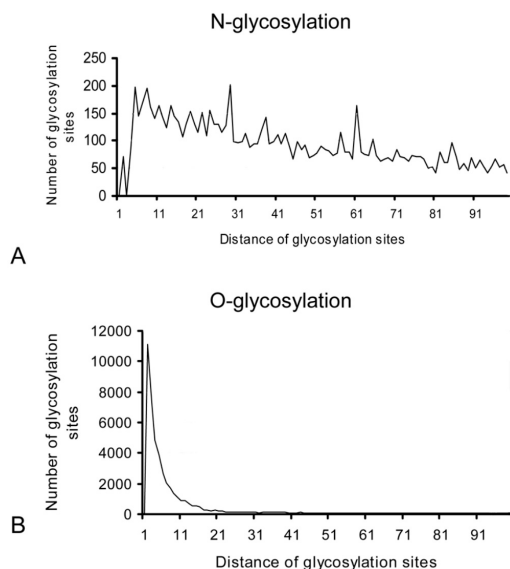 N-glycosylation
Number of glycosylation
sites
250
200
150
100
50
0
1 11 21 31 41 51 61 71 81 91
Distance of glycosylation sites
A
O-glycosylation
Number of glycosylation
sites
12000
10000
8000
6000
4000
2000
0
1 11 21 31 41 51 61 71 81 91
Distance of glycosylation sites
B